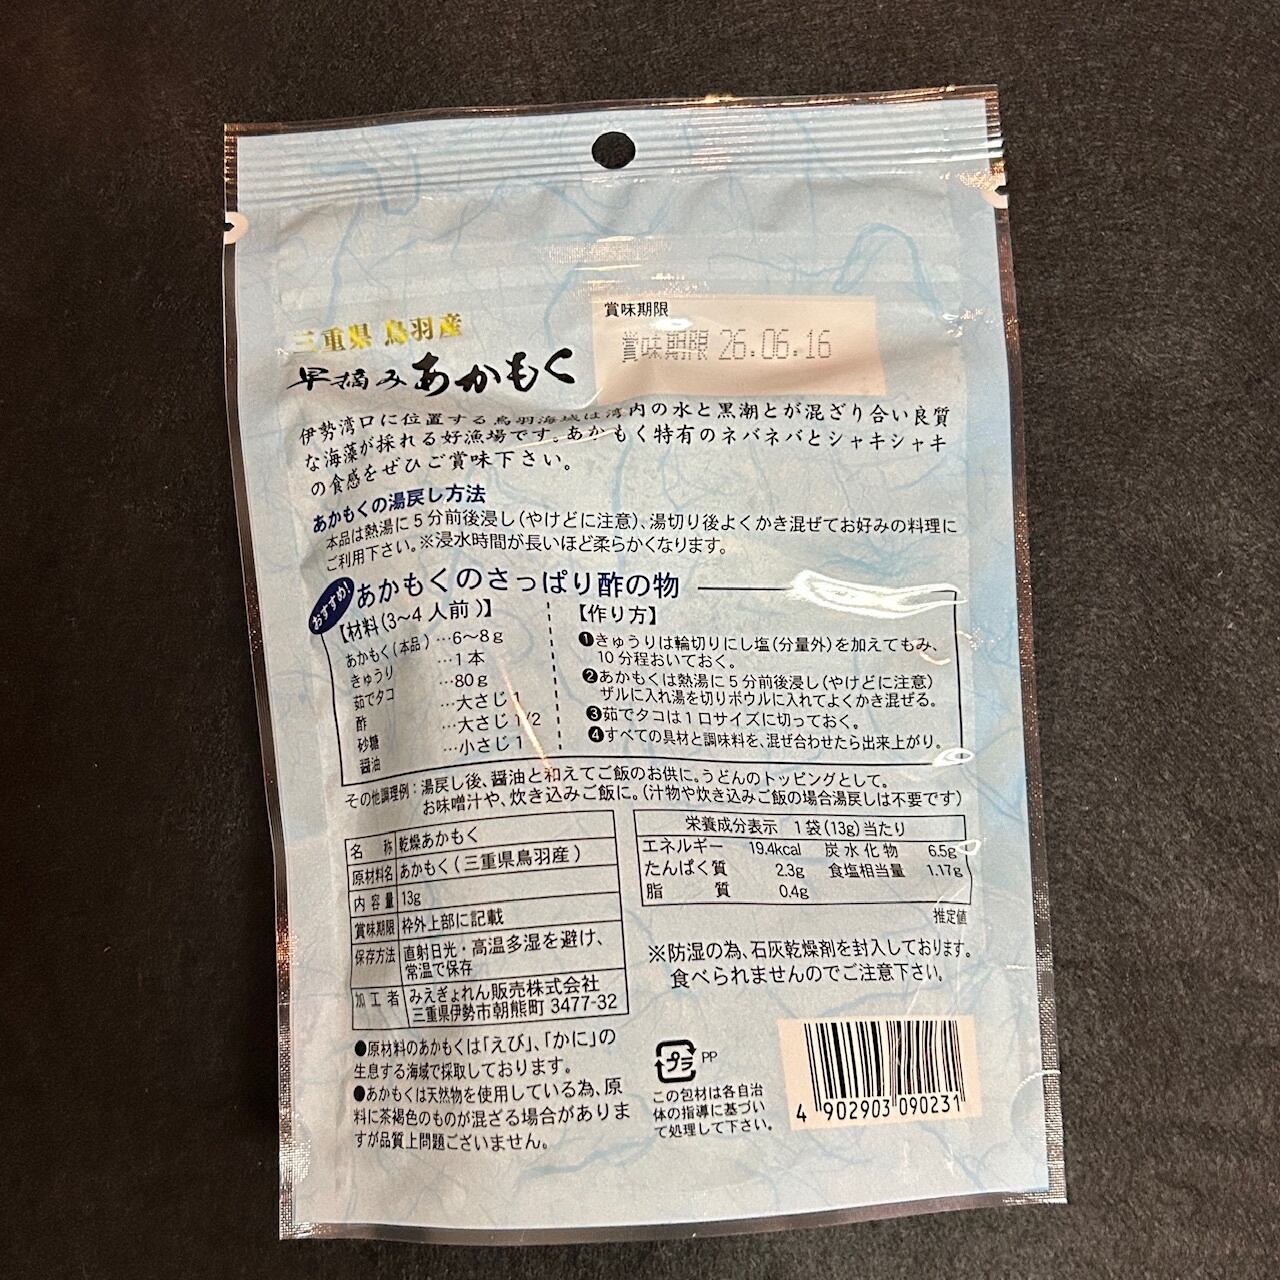 賞味期限
賞味期限 26.06.16
三重県 鳥羽産
早摘みあかもく
伊勢湾口に位置する鳥羽海域は湾内の水と黒潮とが混ざり合い良質
な海藻が採れる好漁場です。あかもく特有のネバネバとシャキシャキ
の食感をぜひご賞味下さい。
あかもくの湯戻し方法
本品は熱湯に5分前後浸し(やけどに注意)、湯切り後よくかき混ぜてお好みの料理に
ご利用下さい。※浸水時間が長いほど柔らかくなります。
おすすめ!
あかもくのさっぱり酢の物
【材料(3〜4人前)】
あかもく(本品)…6〜8g
きゅうり …1本
茹でタコ …80g
酢 …大さじ1
砂糖 …大さじ1/2
醤油 …小さじ1
【作り方】
❶きゅうりは輪切りにし塩(分量外)を加えてもみ、
10分程おいておく。
❷あかもくは熱湯に5分前後浸し(やけどに注意)
ザルに入れ湯を切りボウルに入れてよくかき混ぜる。
❸茹でタコは1口サイズに切っておく。
❹すべての具材と調味料を、混ぜ合わせたら出来上がり。
その他調理例:湯戻し後、醤油と和えてご飯のお供に。うどんのトッピングとして。
お味噌汁や、炊き込みご飯に。(汁物や炊き込みご飯の場合湯戻しは不要です)
名称 乾燥あかもく
原材料名 あかもく(三重県鳥羽産)
内容量 13g
賞味期限 枠外上部に記載
保存方法 直射日光・高温多湿を避け、
常温で保存
加工者 みえぎょれん販売株式会社
三重県伊勢市朝熊町 3477-32
栄養成分表示 1袋(13g)当たり
エネルギー 19.4kcal 炭水化物 6.5g
たんぱく質 2.3g 食塩相当量 1.17g
脂質 0.4g
推定値
※防湿の為、石灰乾燥剤を封入しております。
食べられませんのでご注意下さい。
●原材料のあかもくは「えび」、「かに」の
生息する海域で採取しております。
●あかもくは天然物を使用している為、原
料に茶褐色のものが混ざる場合がありま
すが品質上問題ございません。
プラ PP
この包材は各自治
体の指導に基づい
て処理して下さい。
4 902903 090231